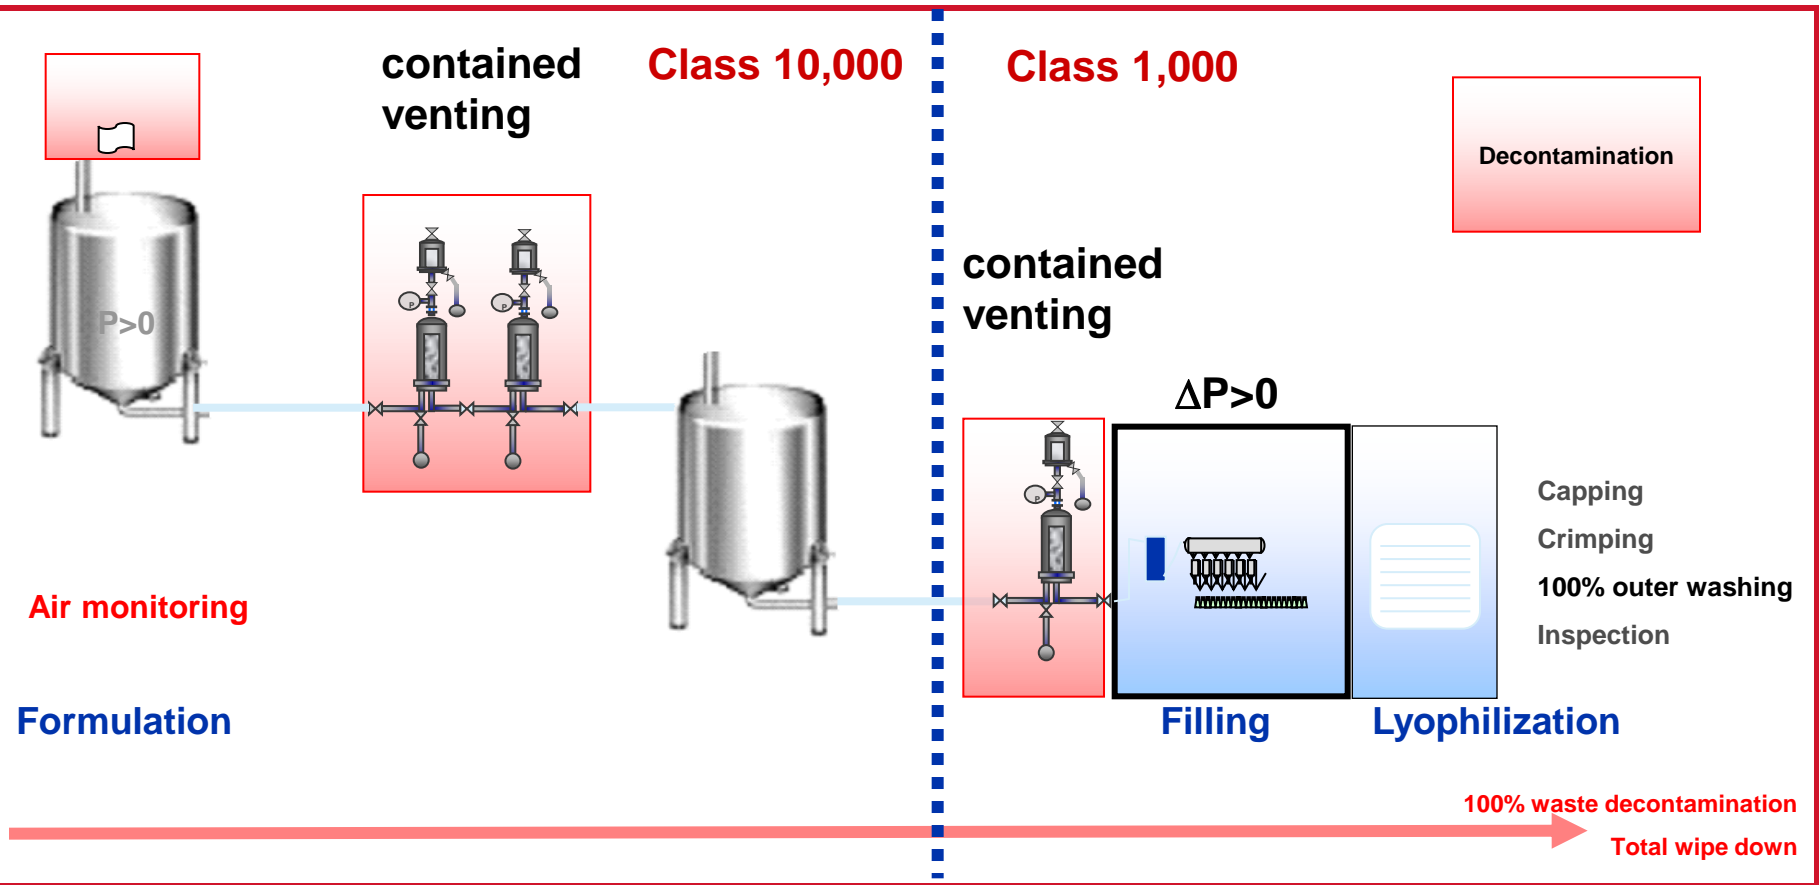 contained
venting
Class 10,000
Class 1,000
Decontamination
P>0
P
P
contained
venting
ΔP>0
P
Capping
Crimping
100% outer washing
Inspection
Air monitoring
Formulation
Filling
Lyophilization
100% waste decontamination
Total wipe down